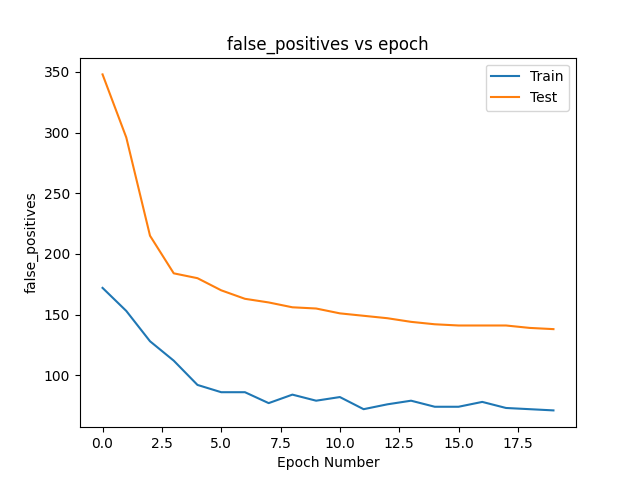 false_positives vs epoch
Train
Test
350
300
250
200
150
100
false_positives
0.0 2.5 5.0 7.5 10.0 12.5 15.0 17.5
Epoch Number